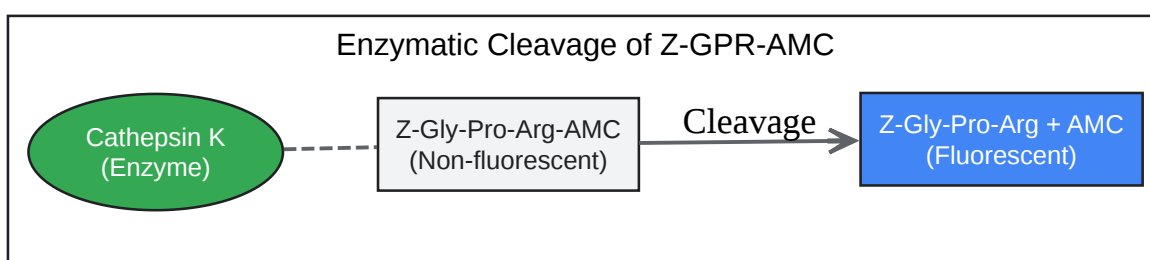 Enzymatic Cleavage of Z-GPR-AMC
Cathepsin K
(Enzyme)
Z-Gly-Pro-Arg-AMC
(Non-fluorescent)
Cleavage
Z-Gly-Pro-Arg + AMC
(Fluorescent)